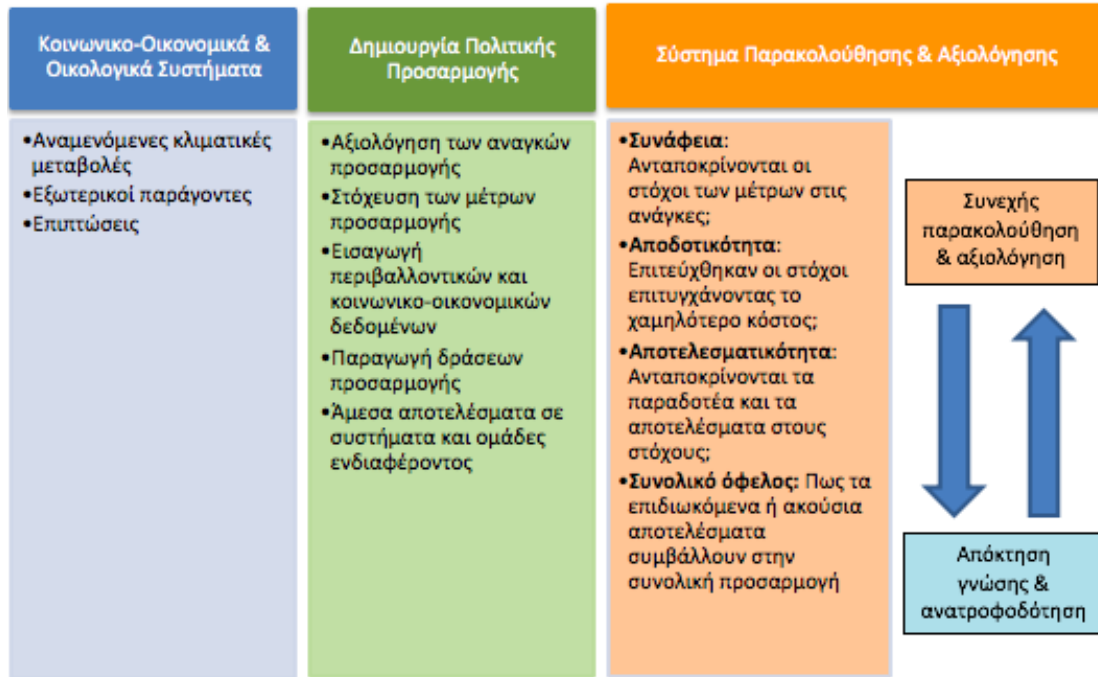 Κοινωνικο-Οικονομικά &
Οικολογικά Συστήματα
•Αναμενόμενες κλιματικές
μεταβολές
•Εξωτερικοί παράγοντες
•Επιπτώσεις
Δημιουργία Πολιτικής
Προσαρμογής
•Αξιολόγηση των αναγκών
προσαρμογής
•Στόχευση των μέτρων
προσαρμογής
•Εισαγωγή
περιβαλλοντικών και
κοινωνικο-οικονομικών
δεδομένων
•Παραγωγή δράσεων
προσαρμογής
•Άμεσα αποτελέσματα σε
συστήματα και ομάδες
ενδιαφέροντος
Σύστημα Παρακολούθησης & Αξιολόγησης
•Συνάφεια:
Ανταποκρίνονται οι
στόχοι των μέτρων στις
ανάγκες;
•Αποδοτικότητα:
Επιτεύχθηκαν οι στόχοι
επιτυγχάνοντας το
χαμηλότερο κόστος;
•Αποτελεσματικότητα:
Ανταποκρίνονται τα
παραδοτέα και τα
αποτελέσματα στους
στόχους;
•Συνολικό όφελος: Πως τα
επιδιωκόμενα ή ακούσια
αποτελέσματα
συμβάλλουν στην
συνολική προσαρμογή
Συνεχής
παρακολούθηση
& αξιολόγηση
Απόκτηση
γνώσης &
ανατροφοδότηση